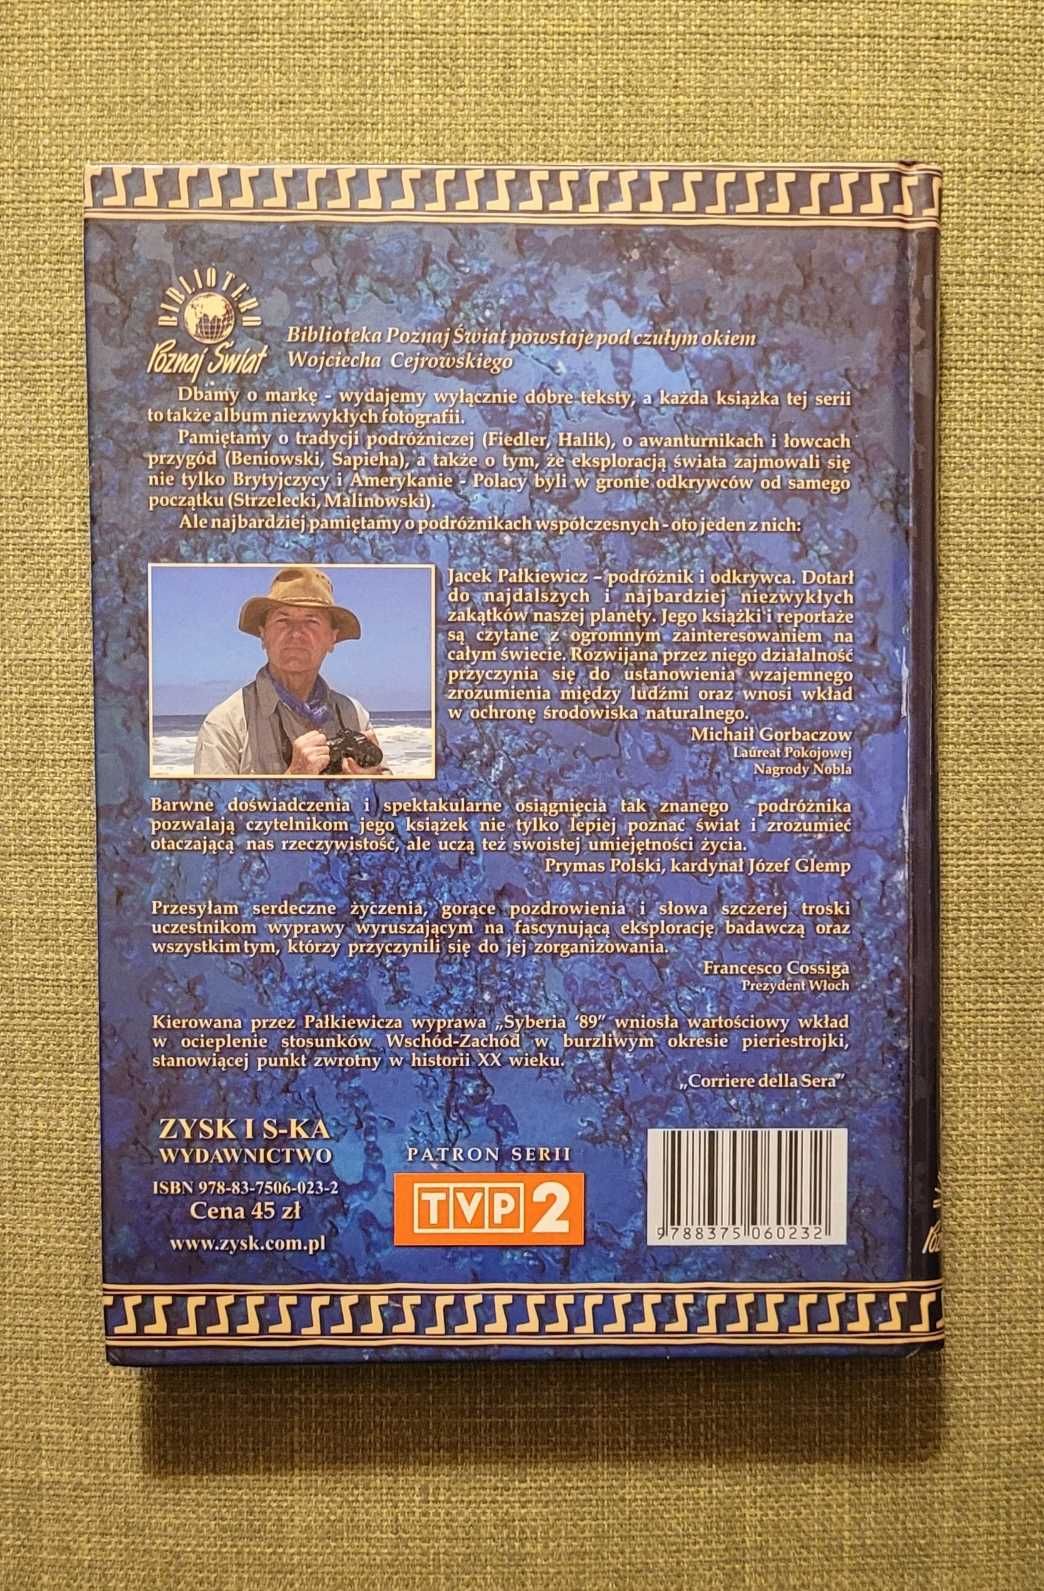 BIBLIOTEKA
Poznaj Świat
Biblioteka Poznaj Świat powstaje pod czułym okiem
Wojciecha Cejrowskiego
Dbamy o markę - wydajemy wyłącznie dobre teksty, a każda książka tej serii
to także album niezwykłych fotografii.
Pamiętamy o tradycji podróżniczej (Fiedler, Halik), o awanturnikach i łowcach
przygód (Beniowski, Sapieha), a także o tym, że eksploracją świata zajmowali się
nie tylko Brytyjczycy i Amerykanie - Polacy byli w gronie odkrywców od samego
początku (Strzelecki, Malinowski).
Ale najbardziej pamiętamy o podróżnikach współczesnych - oto jeden z nich:
Jacek Pałkiewicz – podróżnik i odkrywca. Dotarł
do najdalszych i najbardziej niezwykłych
zakątków naszej planety. Jego książki i reportaże
są czytane z ogromnym zainteresowaniem na
całym świecie. Rozwijana przez niego działalność
przyczynia się do ustanowienia wzajemnego
zrozumienia między ludźmi oraz wnosi wkład
w ochronę środowiska naturalnego.
Michaił Gorbaczow
Laureat Pokojowej
Nagrody Nobla
Barwne doświadczenia i spektakularne osiągnięcia tak znanego podróżnika
pozwalają czytelnikom jego książek nie tylko lepiej poznać świat i zrozumieć
otaczającą nas rzeczywistość, ale uczą też swoistej umiejętności życia.
Prymas Polski, kardynał Józef Glemp
Przesyłam serdeczne życzenia, gorące pozdrowienia i słowa szczerej troski
uczestnikom wyprawy wyruszającym na fascynującą eksplorację badawczą oraz
wszystkim tym, którzy przyczynili się do jej zorganizowania.
Francesco Cossiga
Prezydent Włoch
Kierowana przez Pałkiewicza wyprawa „Syberia ‘89” wniosła wartościowy wkład
w ocieplenie stosunków Wschód-Zachód w burzliwym okresie pieriestrojki,
stanowiącej punkt zwrotny w historii XX wieku.
„Corriere della Sera”
ZYSK I S-KA
WYDAWNICTWO
ISBN 978-83-7506-023-2
Cena 45 zł
www.zysk.com.pl
PATRON SERII
TVP2
9788375060232